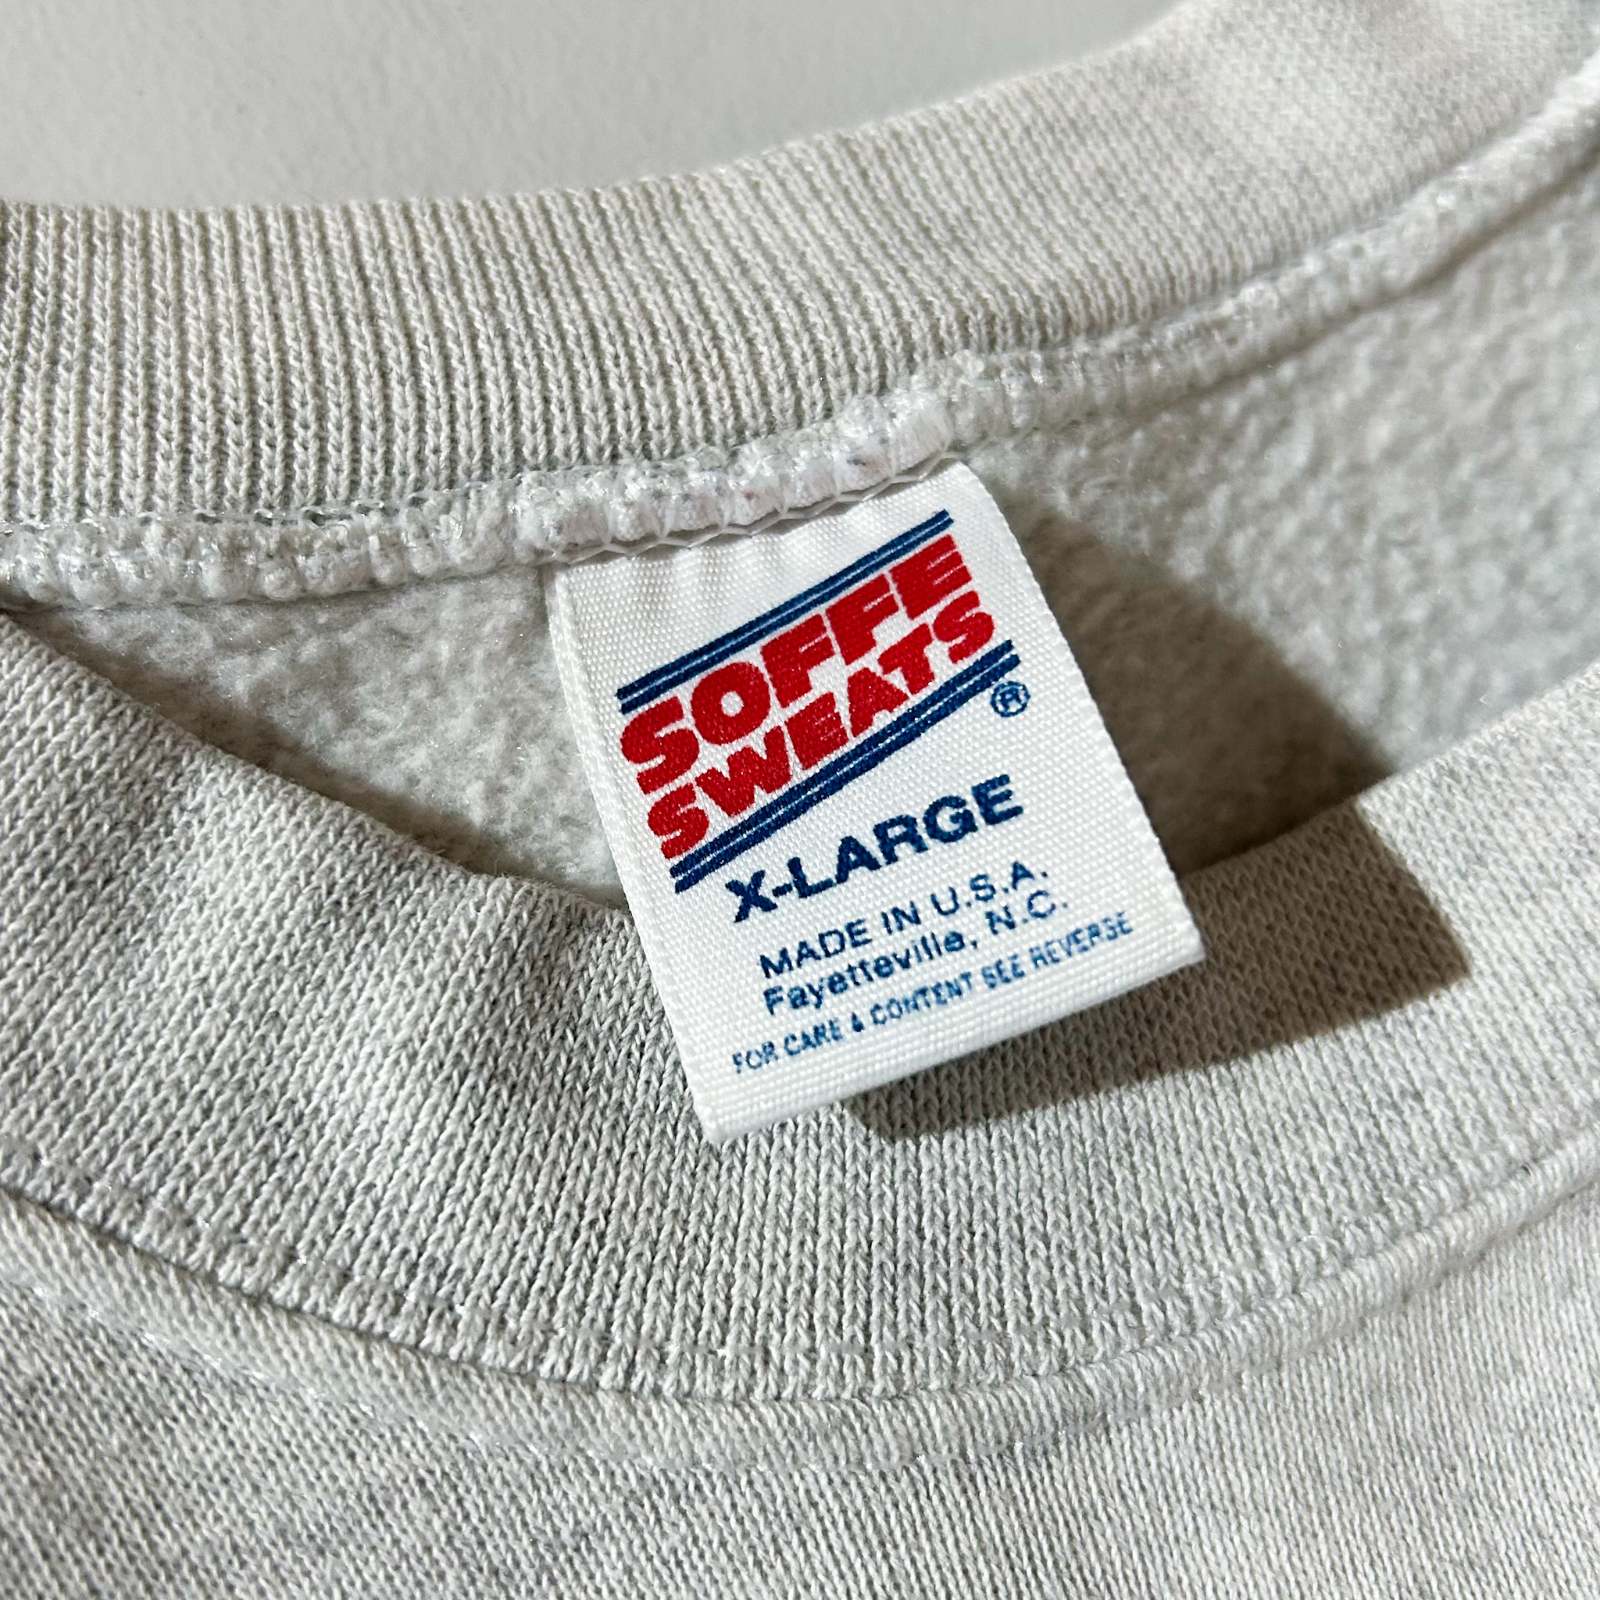 SOFFE
SWEATS
®
X-LARGE
MADE IN U.S.A.
Fayetteville, N.C.
FOR CARE & CONTENT SEE REVERSE